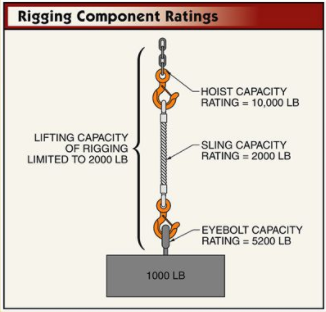 Rigging Component Ratings
HOIST CAPACITY
RATING = 10,000 LB
LIFTING CAPACITY
OF RIGGING
LIMITED TO 2000 LB
SLING CAPACITY
RATING = 2000 LB
EYEBOLT CAPACITY
RATING = 5200 LB
1000 LB